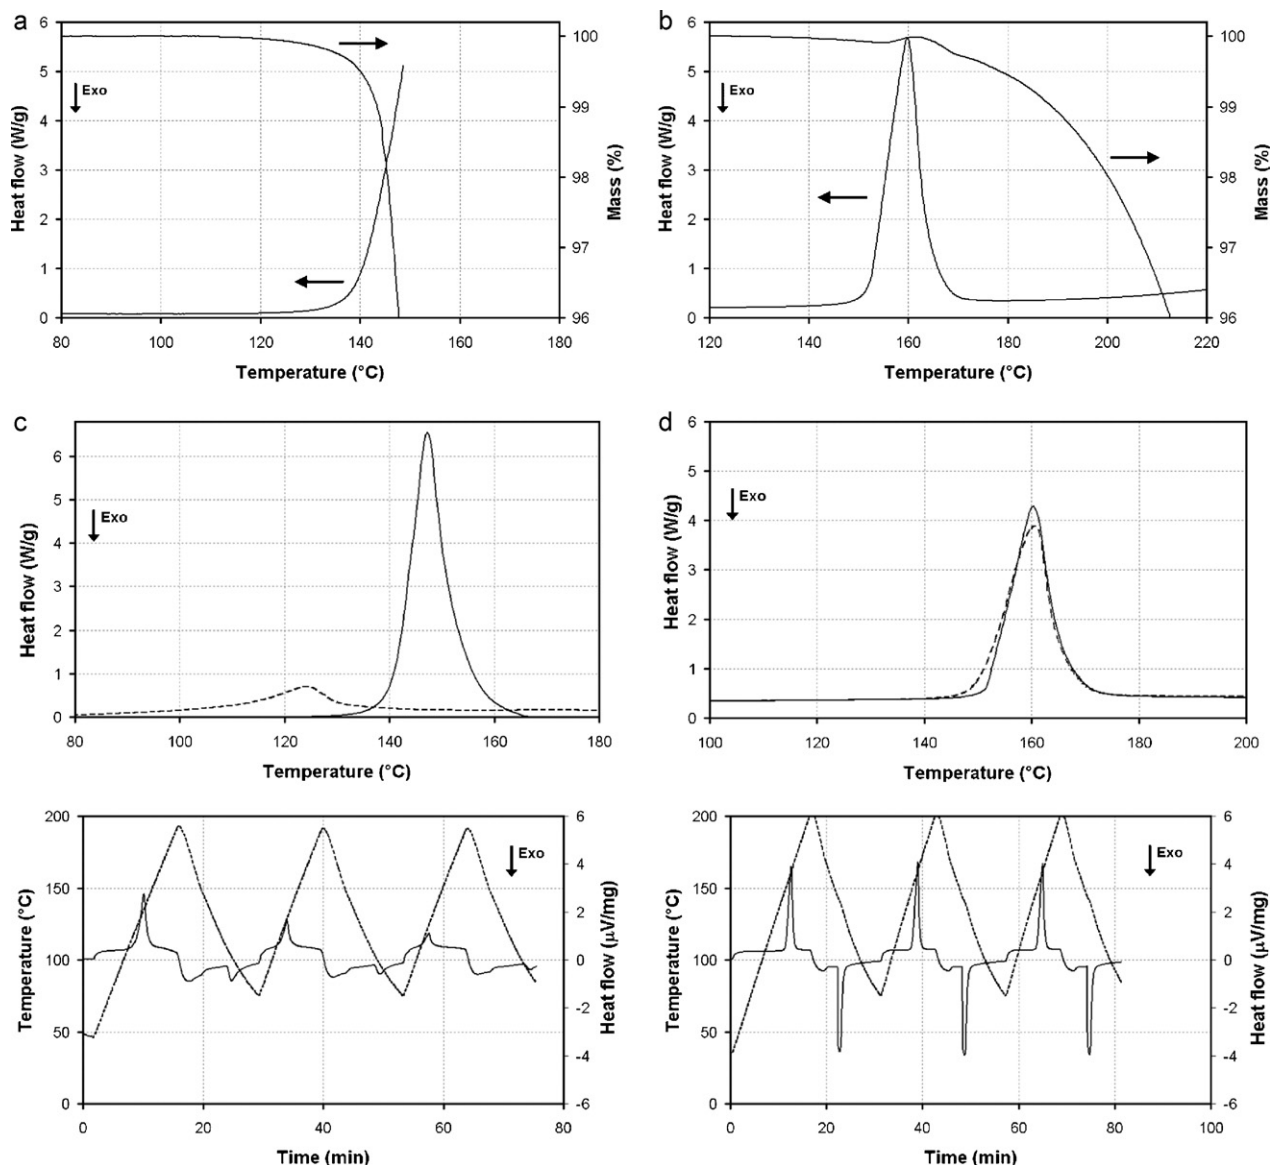 a
6
5
4
3
2
1
0
Heat flow (W/g)
Exo
100
99
98
97
96
Mass (%)
80 100 120 140 160 180
Temperature (°C)
b
6
5
4
3
2
1
0
Heat flow (W/g)
Exo
100
99
98
97
96
Mass (%)
120 140 160 180 200 220
Temperature (°C)
c
6
5
4
3
2
1
0
Heat flow (W/g)
Exo
80 100 120 140 160 180
Temperature (°C)
d
6
5
4
3
2
1
0
Heat flow (W/g)
Exo
100 120 140 160 180 200
Temperature (°C)
200
150
100
50
0
Temperature (°C)
Exo
6
4
2
0
-2
-4
-6
Heat flow (µV/mg)
0 20 40 60 80
Time (min)
200
150
100
50
0
Temperature (°C)
Exo
6
4
2
0
-2
-4
-6
Heat flow (µV/mg)
0 20 40 60 80 100
Time (min)